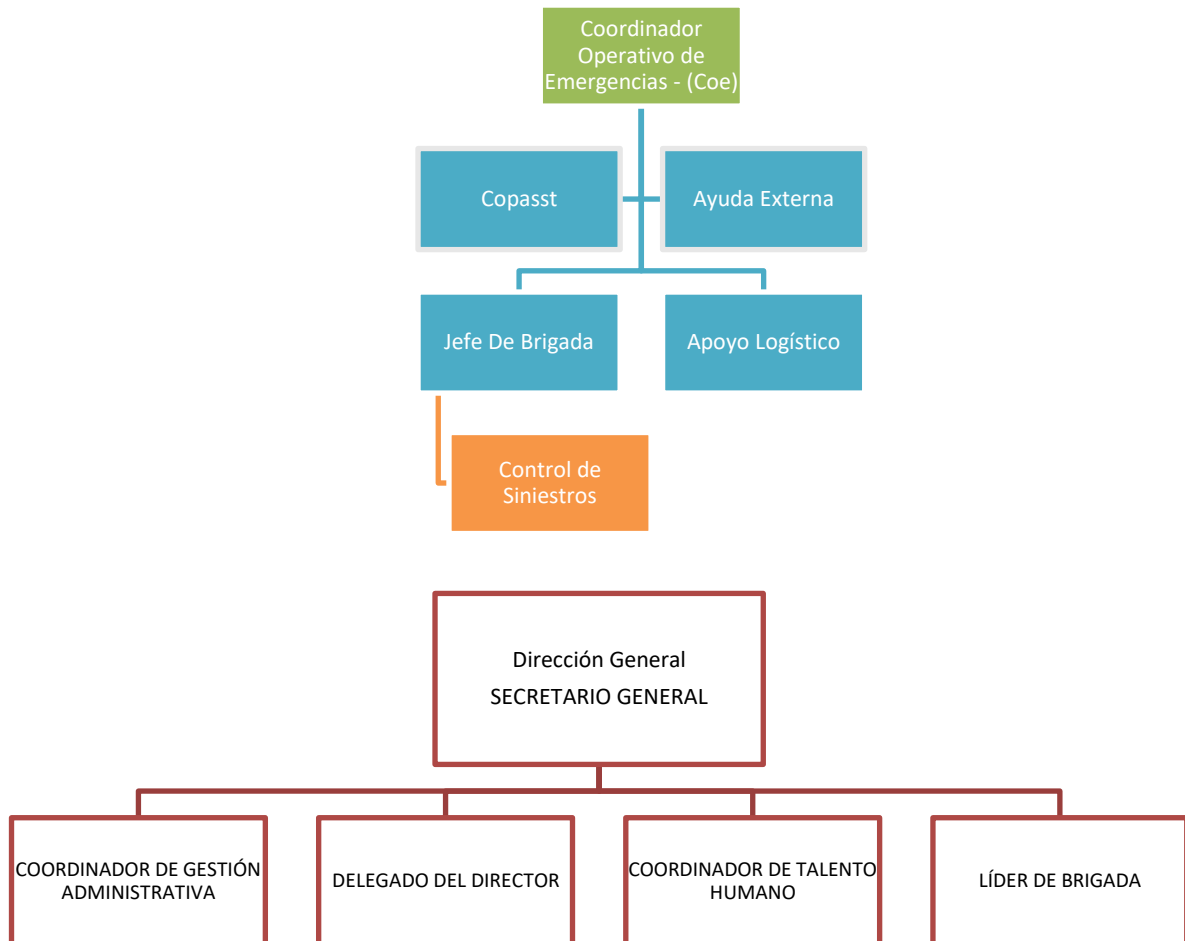 Coordinador
Operativo de
Emergencias - (Coe)
Copasst
Ayuda Externa
Jefe De Brigada
Apoyo Logístico
Control de
Siniestros
Dirección General
SECRETARIO GENERAL
COORDINADOR DE GESTIÓN
ADMINISTRATIVA
DELEGADO DEL DIRECTOR
COORDINADOR DE TALENTO
HUMANO
LÍDER DE BRIGADA